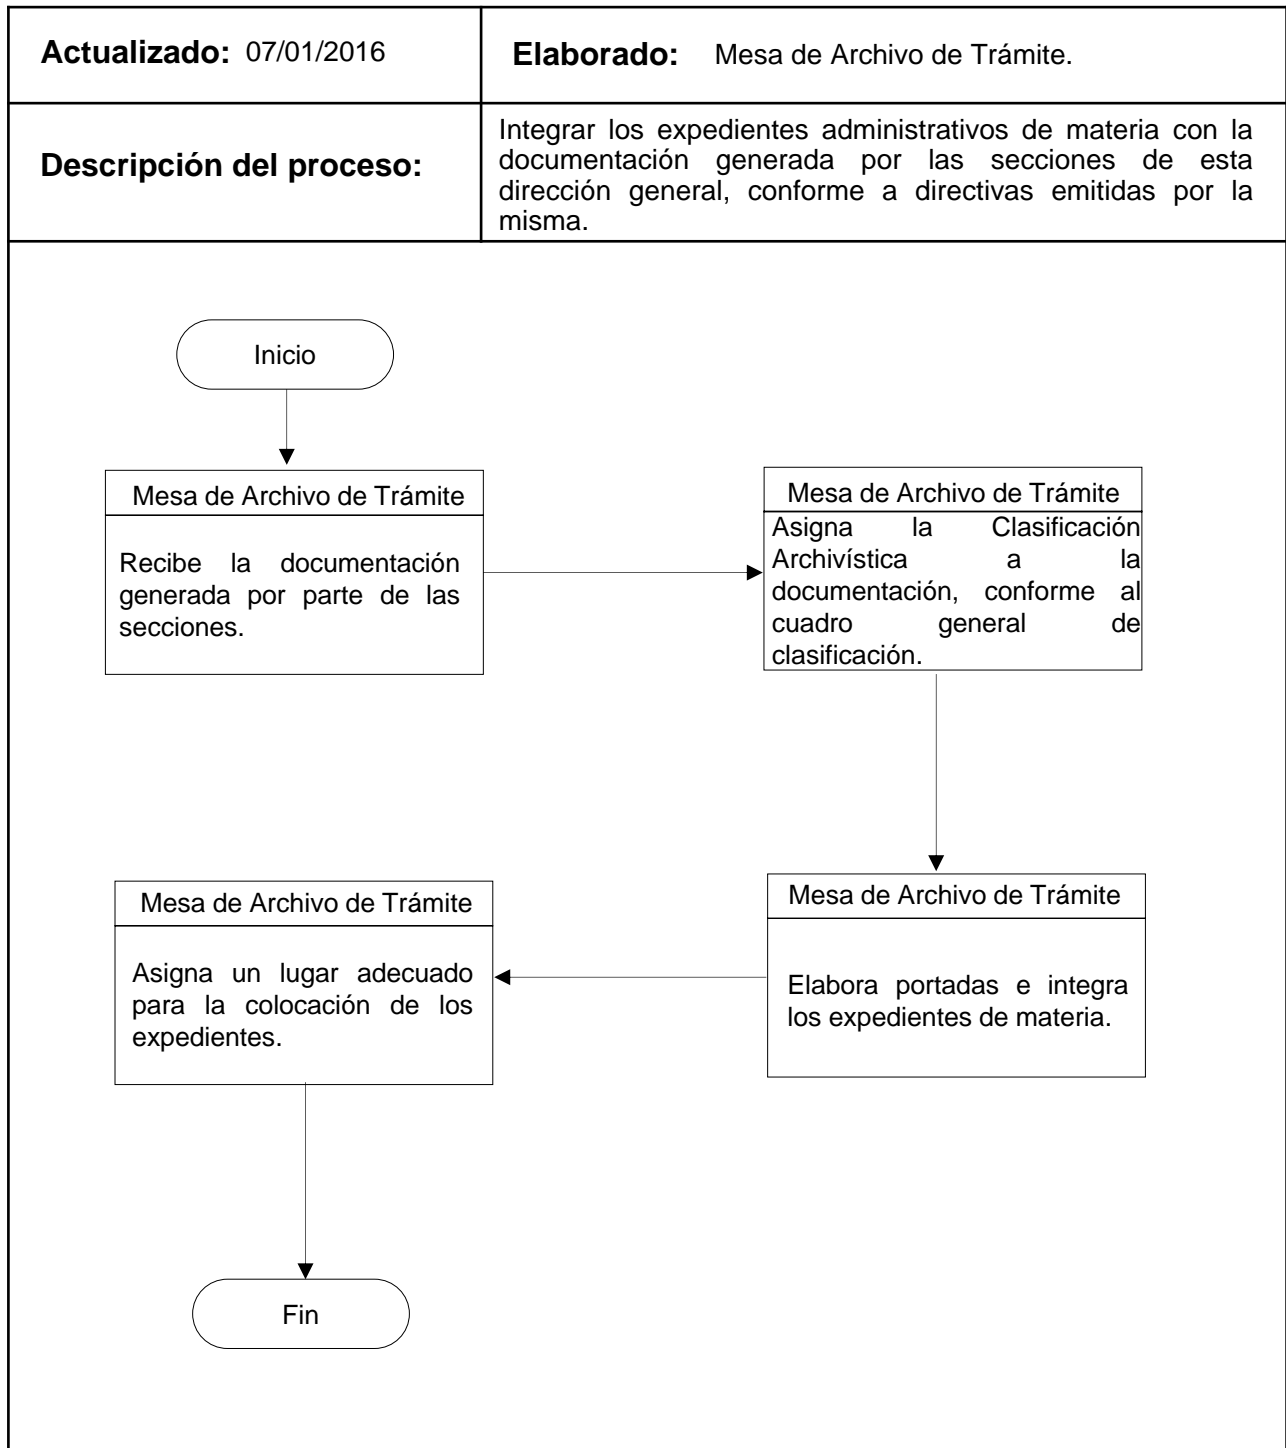 Actualizado: 07/01/2016
Elaborado: Mesa de Archivo de Trámite.
Descripción del proceso:
Integrar los expedientes administrativos de materia con la
documentación generada por las secciones de esta
dirección general, conforme a directivas emitidas por la
misma.
Inicio
Mesa de Archivo de Trámite
Recibe la documentación
generada por parte de las
secciones.
Mesa de Archivo de Trámite
Asigna la Clasificación
Archivística a la
documentación, conforme al
cuadro general de
clasificación.
Mesa de Archivo de Trámite
Elabora portadas e integra
los expedientes de materia.
Mesa de Archivo de Trámite
Asigna un lugar adecuado
para la colocación de los
expedientes.
Fin